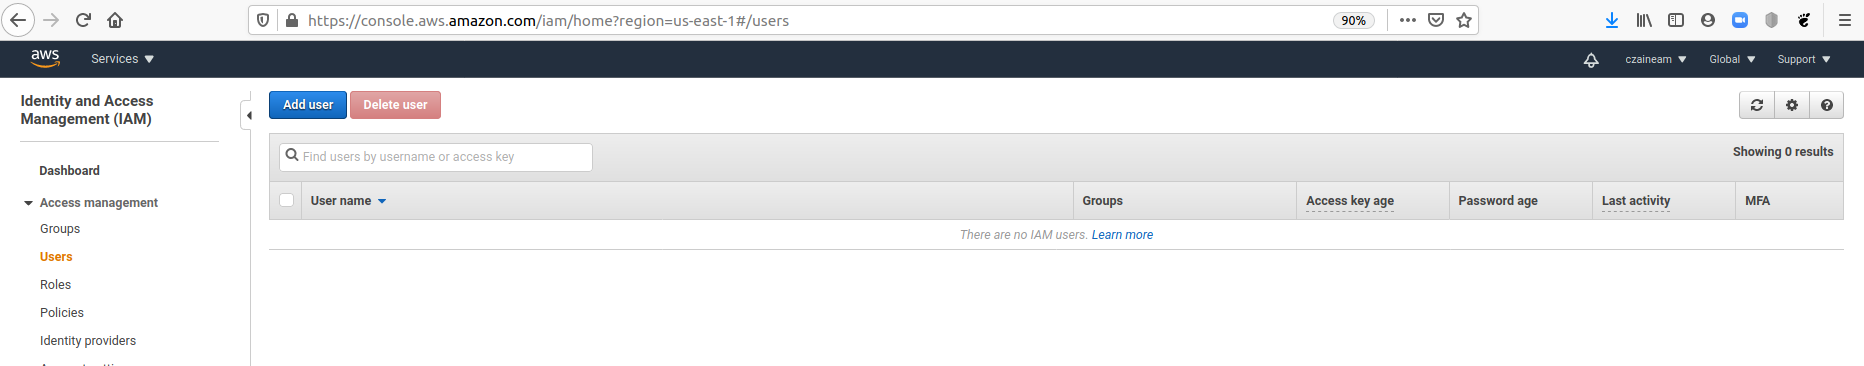 https://console.aws.amazon.com/iam/home?region=us-east-1#/users
90%
aws
Services
czaineam
Global
Support
Identity and Access
Management (IAM)
Dashboard
Access management
Groups
Users
Roles
Policies
Identity providers
Add user
Delete user
Find users by username or access key
Showing 0 results
User name
Groups
Access key age
Password age
Last activity
MFA
There are no IAM users. Learn more